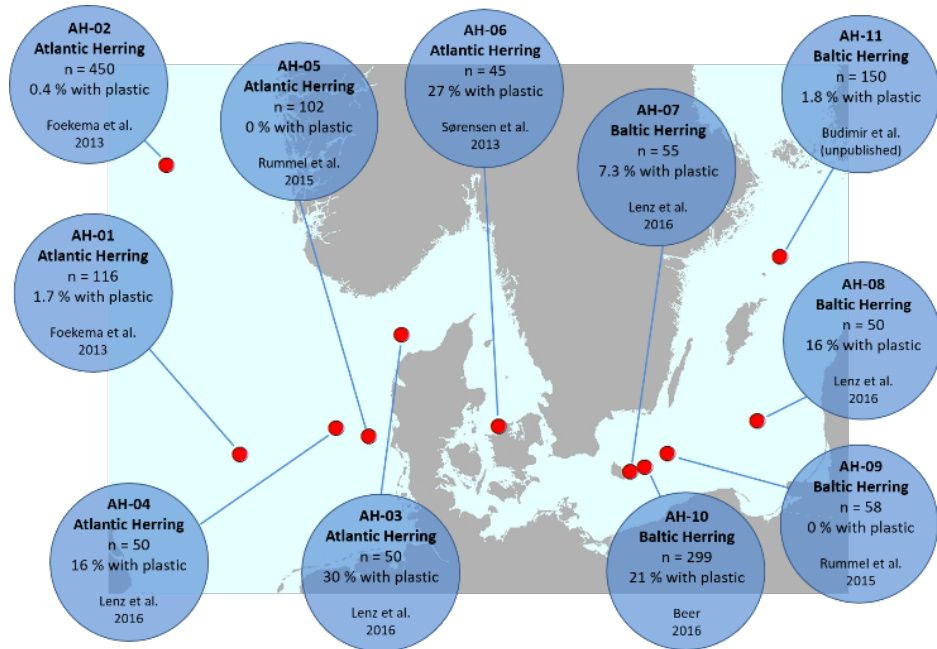 AH-02
Atlantic Herring
n = 450
0.4 % with plastic
Foekema et al.
2013
AH-05
Atlantic Herring
n = 102
0 % with plastic
Rummel et al.
2015
AH-06
Atlantic Herring
n = 45
27 % with plastic
Sørensen et al.
2013
AH-07
Baltic Herring
n = 55
7.3 % with plastic
Lenz et al.
2016
AH-11
Baltic Herring
n = 150
1.8 % with plastic
Budimir et al.
(unpublished)
AH-01
Atlantic Herring
n = 116
1.7 % with plastic
Foekema et al.
2013
AH-08
Baltic Herring
n = 50
16 % with plastic
Lenz et al.
2016
AH-04
Atlantic Herring
n = 50
16 % with plastic
Lenz et al.
2016
AH-03
Atlantic Herring
n = 50
30 % with plastic
Lenz et al.
2016
AH-10
Baltic Herring
n = 299
21 % with plastic
Beer
2016
AH-09
Baltic Herring
n = 58
0 % with plastic
Rummel et al.
2015